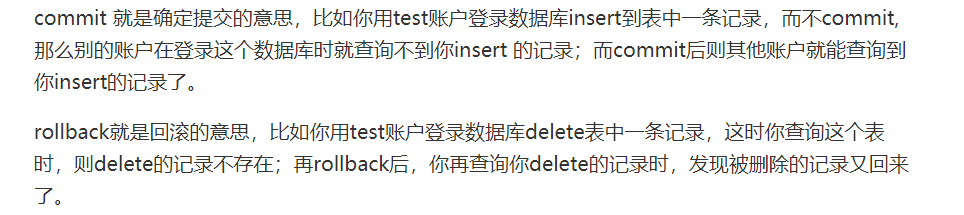 commit 就是确定提交的意思，比如你用test账户登录数据库insert到表中一条记录，而不commit,
那么别的账户在登录这个数据库时就查询不到你insert 的记录；而commit后则其他账户就能查询到
你insert的记录了。
rollback就是回滚的意思，比如你用test账户登录数据库delete表中一条记录，这时你查询这个表
时，则delete的记录不存在；再rollback后，你再查询你delete的记录时，发现被删除的记录又回来
了。